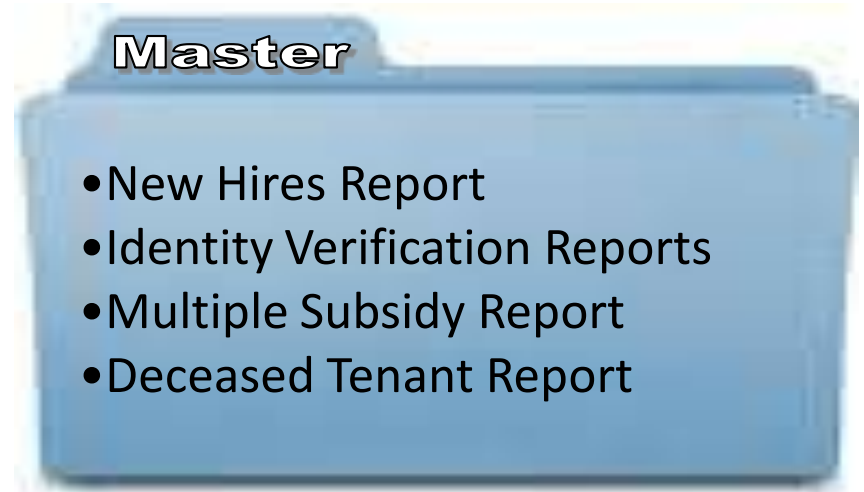 Master
•New Hires Report
•Identity Verification Reports
•Multiple Subsidy Report
•Deceased Tenant Report